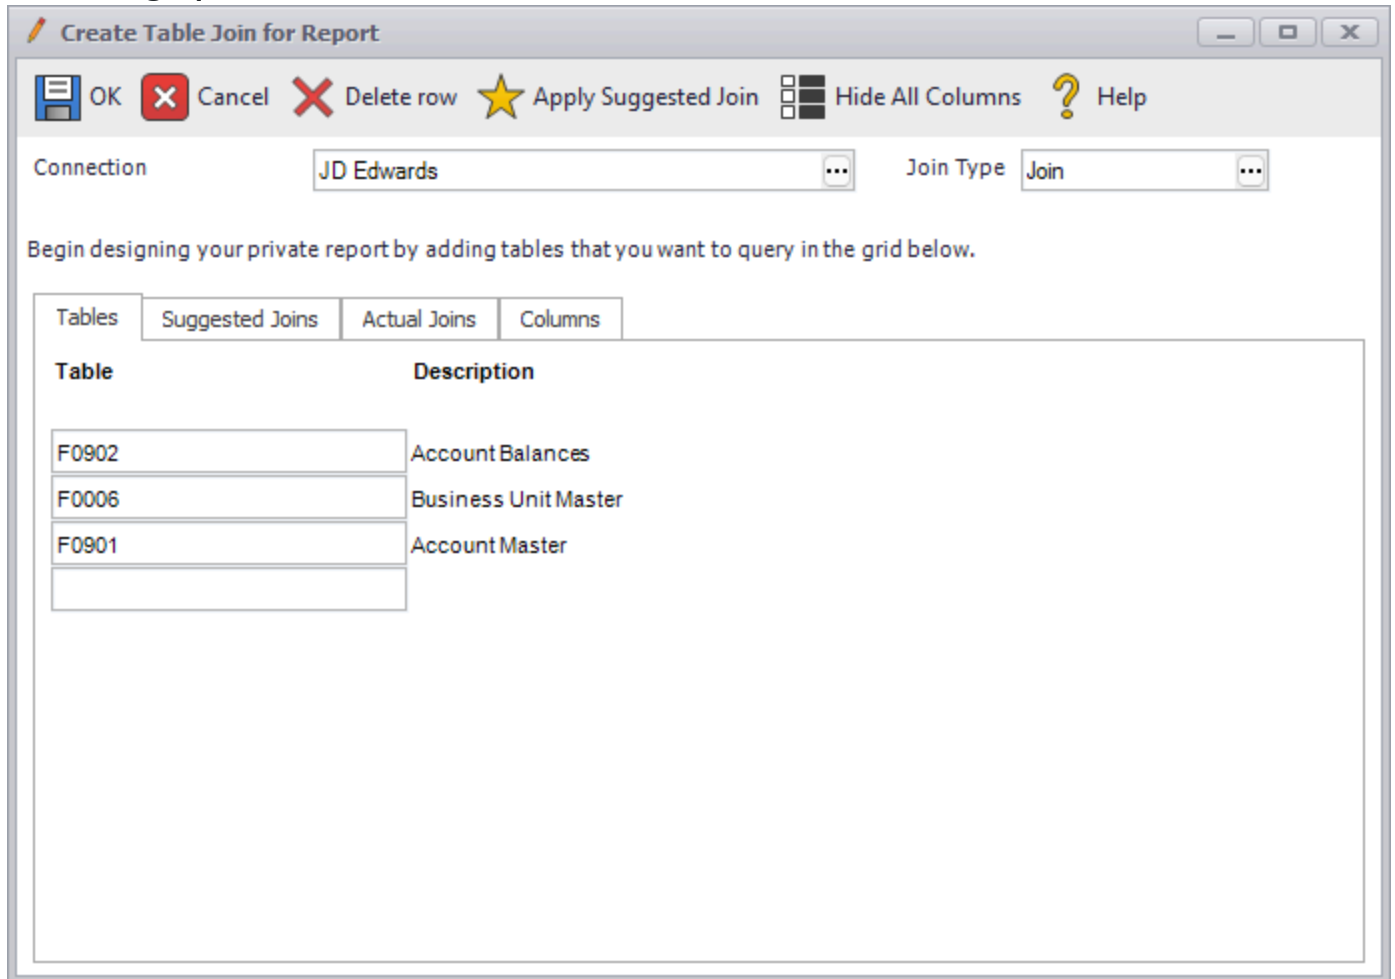 Create Table Join for Report
OK Cancel Delete row Apply Suggested Join Hide All Columns Help
Connection JD Edwards ... Join Type Join ...
Begin designing your private report by adding tables that you want to query in the grid below.
Tables Suggested Joins Actual Joins Columns
Table Description
F0902 Account Balances
F0006 Business Unit Master
F0901 Account Master